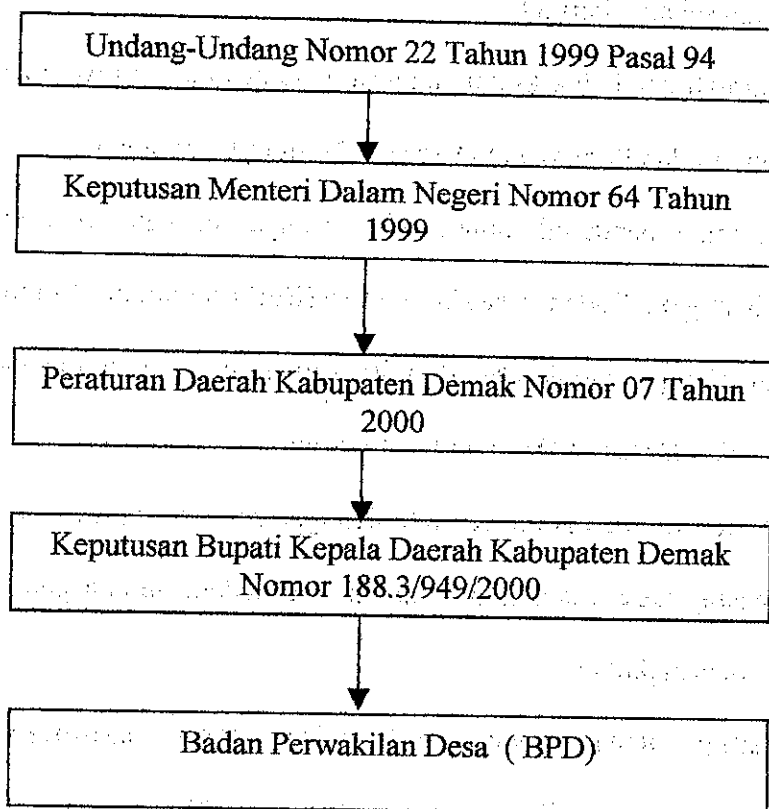 Undang-Undang Nomor 22 Tahun 1999 Pasal 94
Keputusan Menteri Dalam Negeri Nomor 64 Tahun
1999
Peraturan Daerah Kabupaten Demak Nomor 07 Tahun
2000
Keputusan Bupati Kepala Daerah Kabupaten Demak
Nomor 188.3/949/2000
Badan Perwakilan Desa ( BPD)